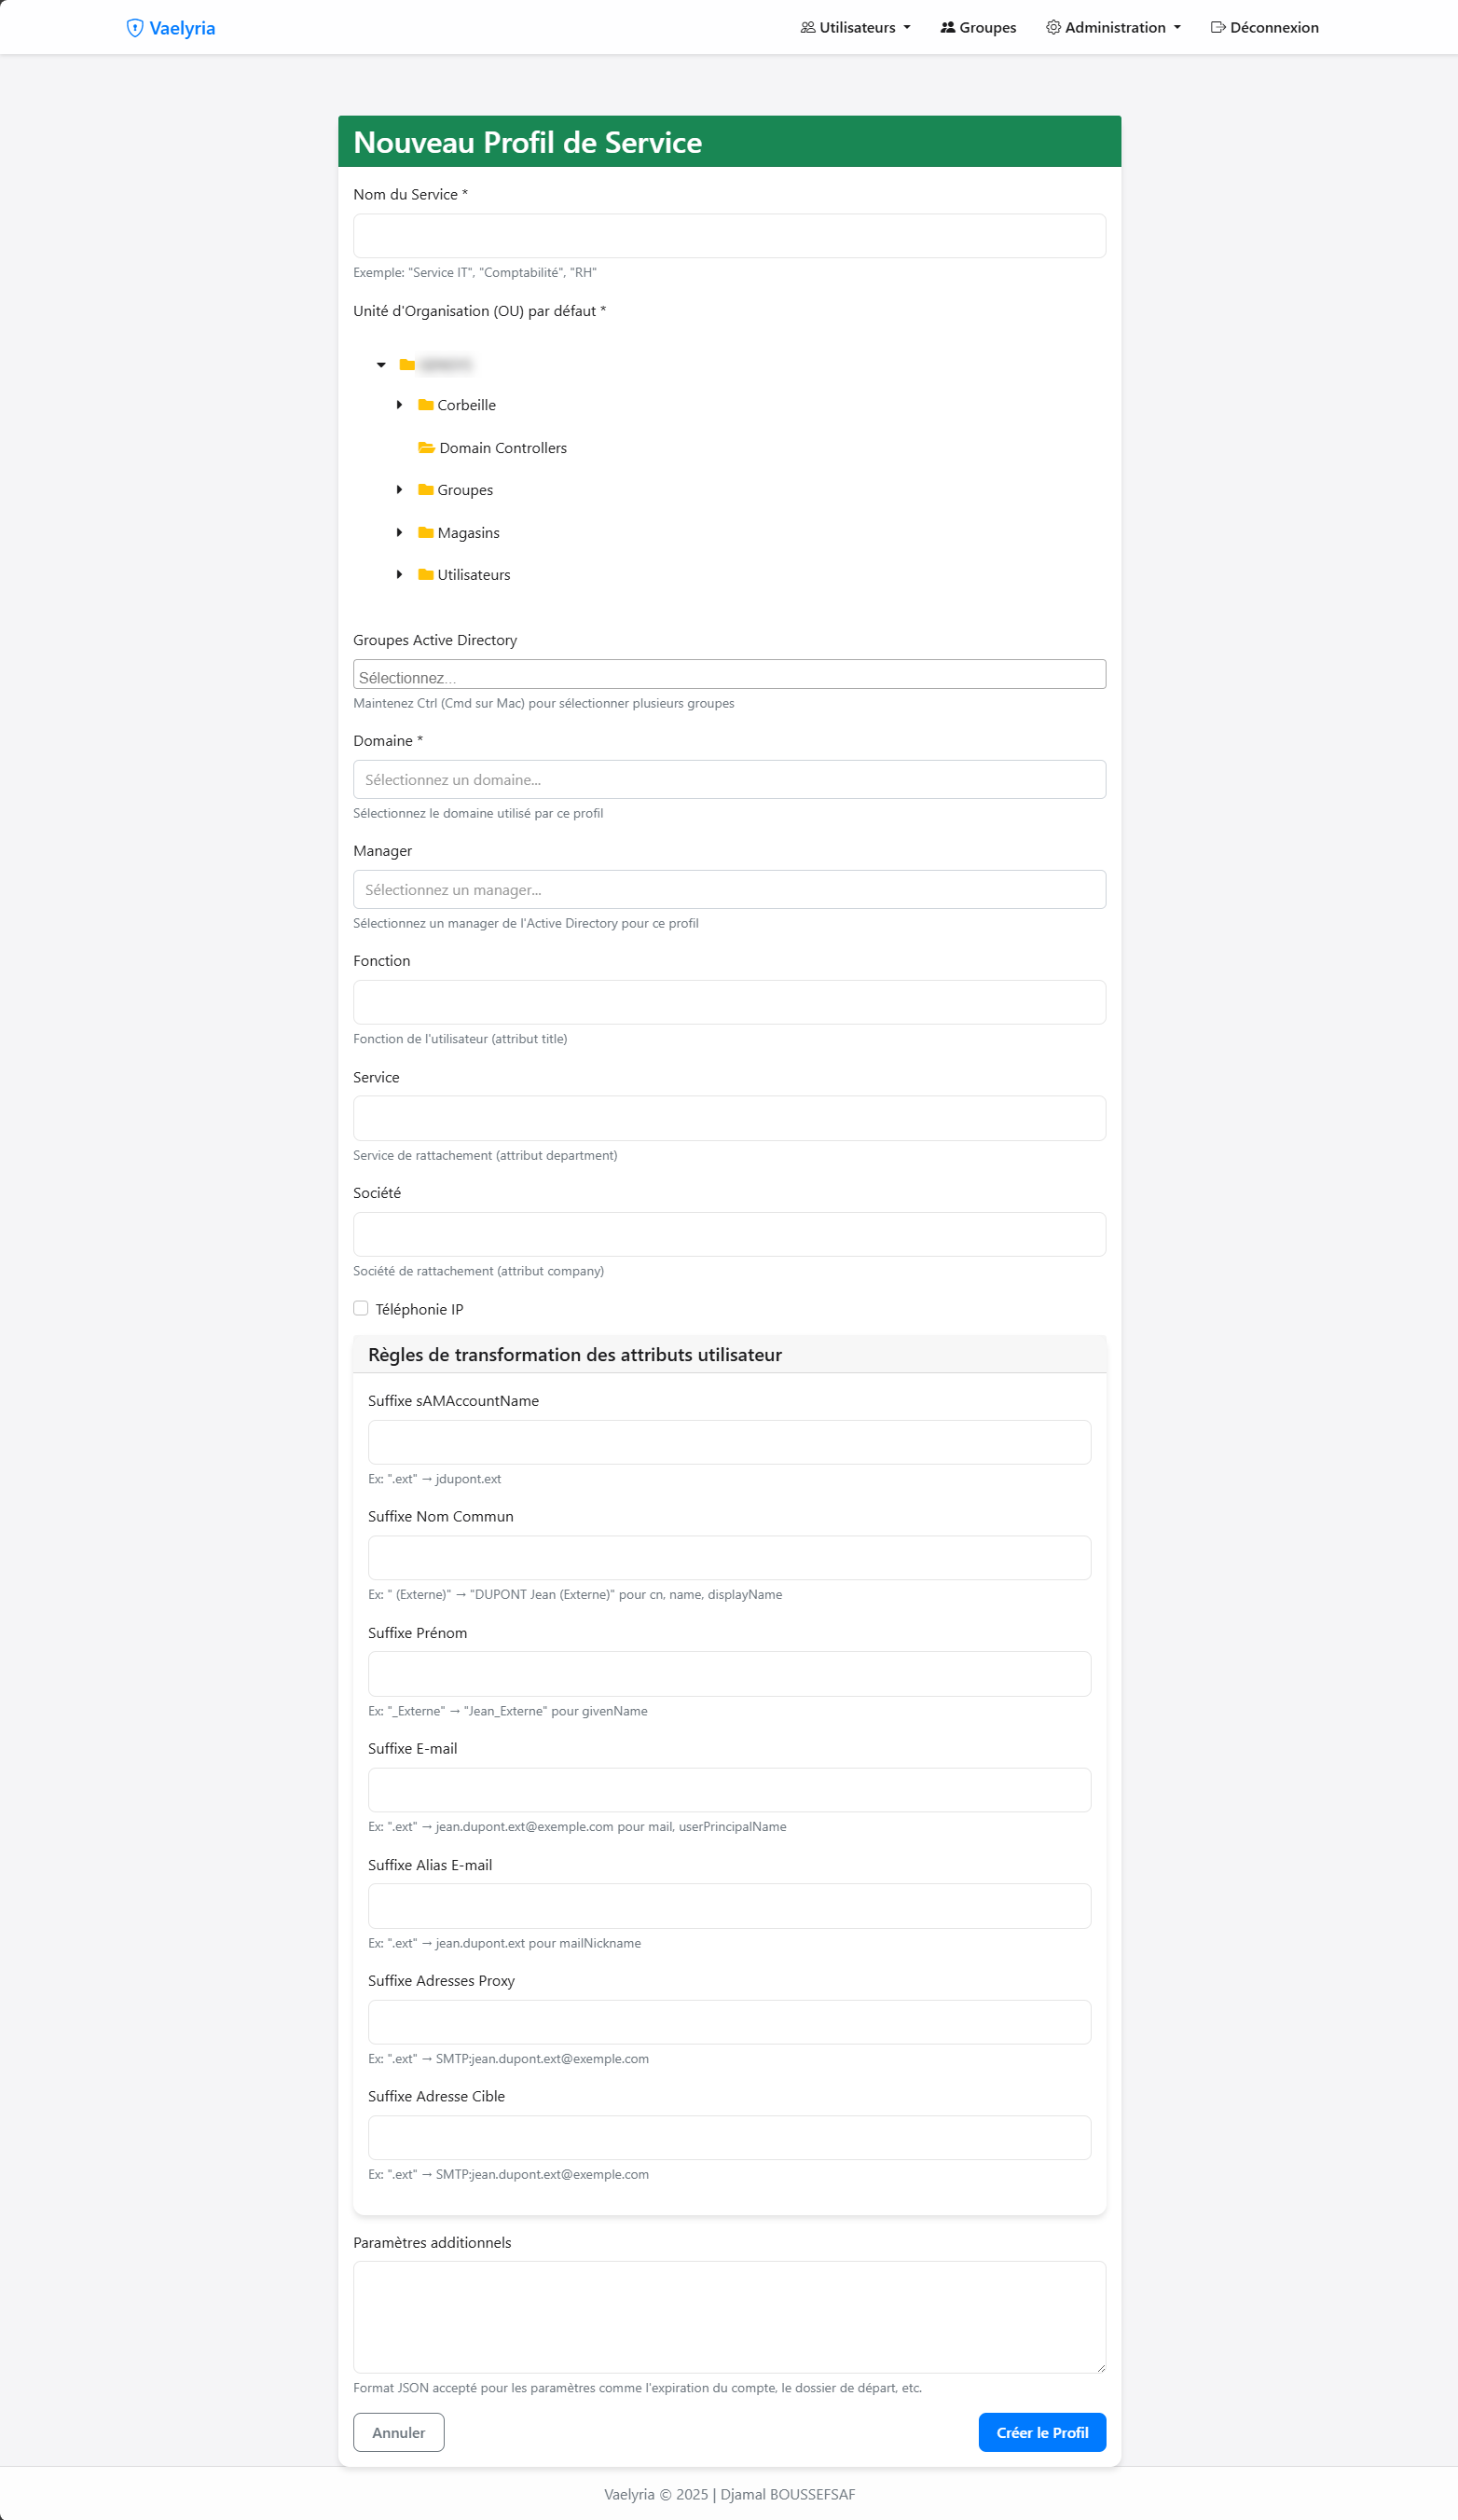 Vaelyria
Utilisateurs
Groupes
Administration
Déconnexion
Nouveau Profil de Service
Nom du Service *
Exemple: "Service IT", "Comptabilité", "RH"
Unité d'Organisation (OU) par défaut *
Corbeille
Domain Controllers
Groupes
Magasins
Utilisateurs
Groupes Active Directory
Sélectionnez...
Maintenez Ctrl (Cmd sur Mac) pour sélectionner plusieurs groupes
Domaine *
Sélectionnez un domaine...
Sélectionnez le domaine utilisé par ce profil
Manager
Sélectionnez un manager...
Sélectionnez un manager de l'Active Directory pour ce profil
Fonction
Fonction de l'utilisateur (attribut title)
Service
Service de rattachement (attribut department)
Société
Société de rattachement (attribut company)
Téléphonie IP
Règles de transformation des attributs utilisateur
Suffixe sAMAccountName
Ex: ".ext" → jdupont.ext
Suffixe Nom Commun
Ex: " (Externe)" → "DUPONT Jean (Externe)" pour cn, name, displayName
Suffixe Prénom
Ex: "_Externe" → "Jean_Externe" pour givenName
Suffixe E-mail
Ex: ".ext" → jean.dupont.ext@exemple.com pour mail, userPrincipalName
Suffixe Alias E-mail
Ex: ".ext" → jean.dupont.ext pour mailNickname
Suffixe Adresses Proxy
Ex: ".ext" → SMTP:jean.dupont.ext@exemple.com
Suffixe Adresse Cible
Ex: ".ext" → SMTP:jean.dupont.ext@exemple.com
Paramètres additionnels
Format JSON accepté pour les paramètres comme l'expiration du compte, le dossier de départ, etc.
Annuler
Créer le Profil
Vaelyria © 2025 | Djamal BOUSSEFSAF